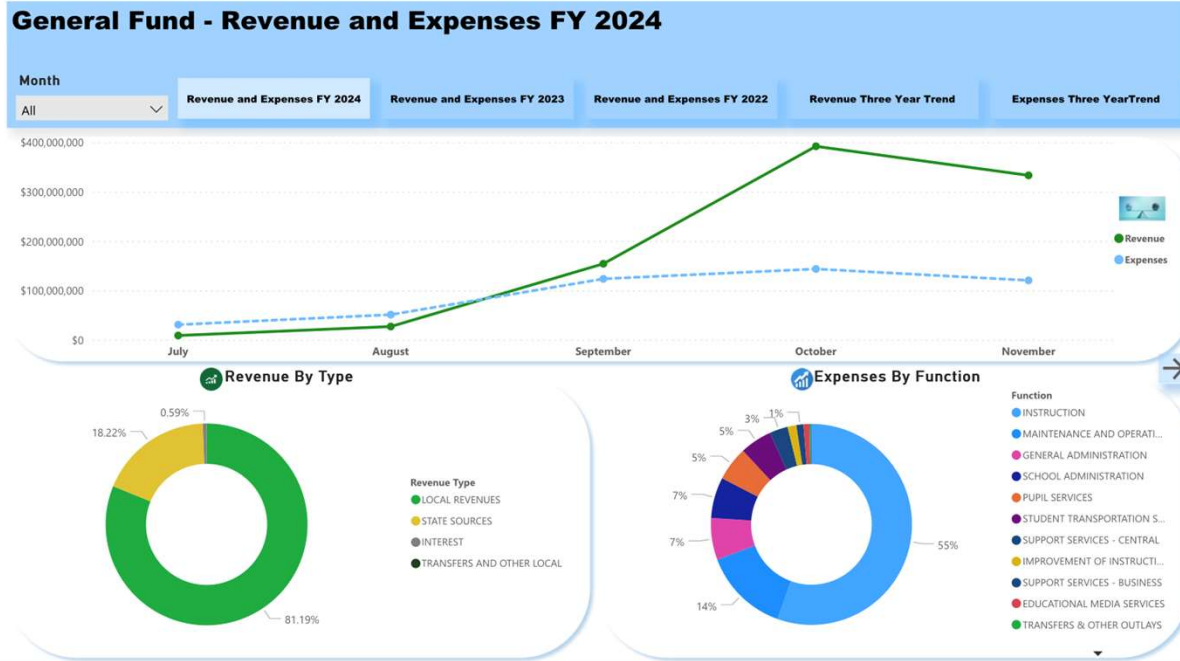 General Fund - Revenue and Expenses FY 2024
Month
All
Revenue and Expenses FY 2024
Revenue and Expenses FY 2023
Revenue and Expenses FY 2022
Revenue Three Year Trend
Expenses Three YearTrend
$400,000,000
$300,000,000
$200,000,000
$100,000,000
$0
July
August
September
October
November
Revenue
Expenses
Revenue By Type
0.59%
18.22%
81.19%
Revenue Type
LOCAL REVENUES
STATE SOURCES
INTEREST
TRANSFERS AND OTHER LOCAL
Expenses By Function
1%
3%
5%
5%
7%
7%
14%
55%
Function
INSTRUCTION
MAINTENANCE AND OPERATI...
GENERAL ADMINISTRATION
SCHOOL ADMINISTRATION
PUPIL SERVICES
STUDENT TRANSPORTATION S...
SUPPORT SERVICES - CENTRAL
IMPROVEMENT OF INSTRUCTI...
SUPPORT SERVICES - BUSINESS
EDUCATIONAL MEDIA SERVICES
TRANSFERS & OTHER OUTLAYS